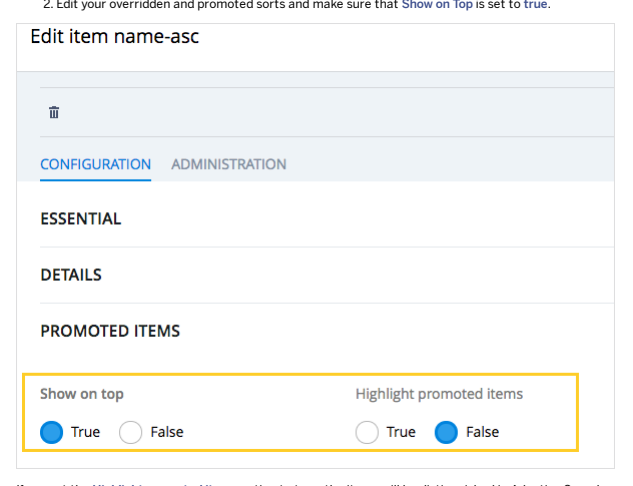 2. Edit your overridden and promoted sorts and make sure that Show on Top is set to true.
Edit item name-asc
CONFIGURATION ADMINISTRATION
ESSENTIAL
DETAILS
PROMOTED ITEMS
Show on top Highlight promoted items
True False True False